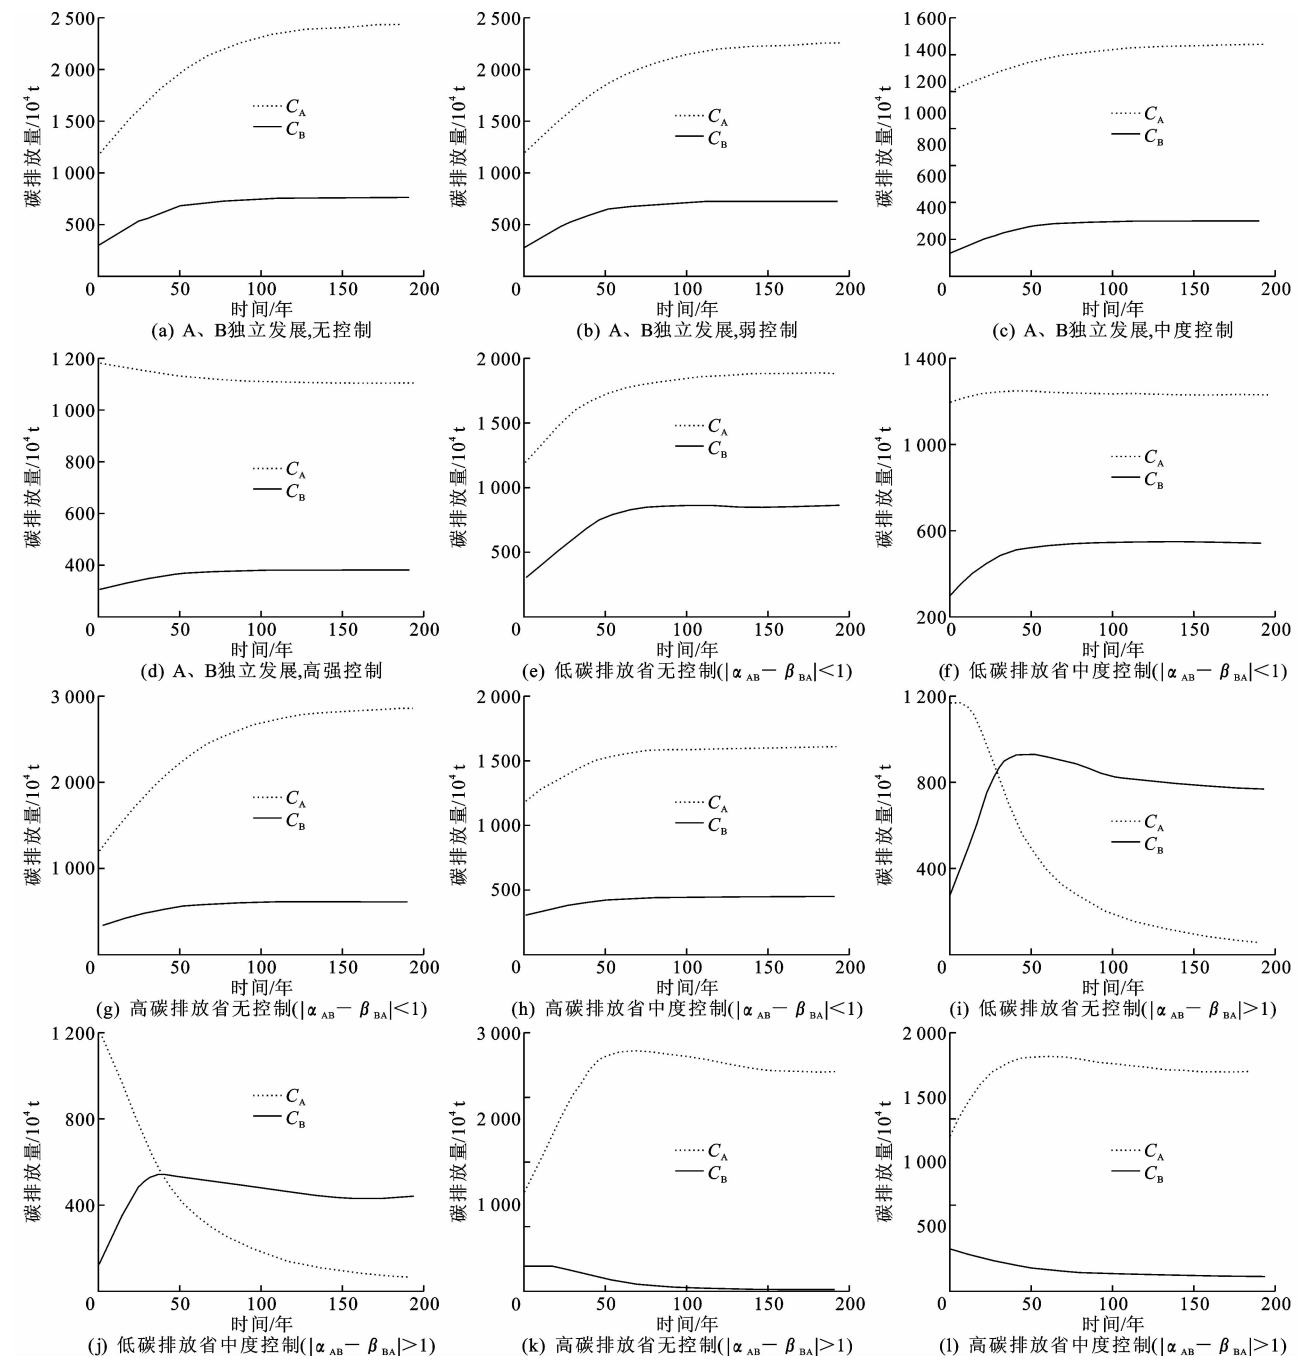 2 500
2 000
1 500
1 000
500
0
50
100
150
200
碳排放量/10⁴ t
C_A
C_B
时间/年
(a) A、B独立发展,无控制
2 500
2 000
1 500
1 000
500
0
50
100
150
200
碳排放量/10⁴ t
C_A
C_B
时间/年
(b) A、B独立发展,弱控制
1 600
1 400
1 200
1 000
800
600
400
200
0
50
100
150
200
碳排放量/10⁴ t
C_A
C_B
时间/年
(c) A、B独立发展,中度控制
1 200
1 000
800
600
400
0
50
100
150
200
碳排放量/10⁴ t
C_A
C_B
时间/年
(d) A、B独立发展,高强控制
2 000
1 500
1 000
500
0
50
100
150
200
碳排放量/10⁴ t
C_A
C_B
时间/年
(e) 低碳排放省无控制(|α_AB－β_BA|<1)
1 400
1 000
600
200
0
50
100
150
200
碳排放量/10⁴ t
C_A
C_B
时间/年
(f) 低碳排放省中度控制(|α_AB－β_BA|<1)
3 000
2 000
1 000
0
50
100
150
200
碳排放量/10⁴ t
C_A
C_B
时间/年
(g) 高碳排放省无控制(|α_AB－β_BA|<1)
2 000
1 500
1 000
500
0
50
100
150
200
碳排放量/10⁴ t
C_A
C_B
时间/年
(h) 高碳排放省中度控制(|α_AB－β_BA|<1)
1 200
800
400
0
50
100
150
200
碳排放量/10⁴ t
C_A
C_B
时间/年
(i) 低碳排放省无控制(|α_AB－β_BA|>1)
1 200
800
400
0
50
100
150
200
碳排放量/10⁴ t
C_A
C_B
时间/年
(j) 低碳排放省中度控制(|α_AB－β_BA|>1)
3 000
2 000
1 000
0
50
100
150
200
碳排放量/10⁴ t
C_A
C_B
时间/年
(k) 高碳排放省无控制(|α_AB－β_BA|>1)
2 000
1 500
1 000
500
0
50
100
150
200
碳排放量/10⁴ t
C_A
C_B
时间/年
(l) 高碳排放省中度控制(|α_AB－β_BA|>1)